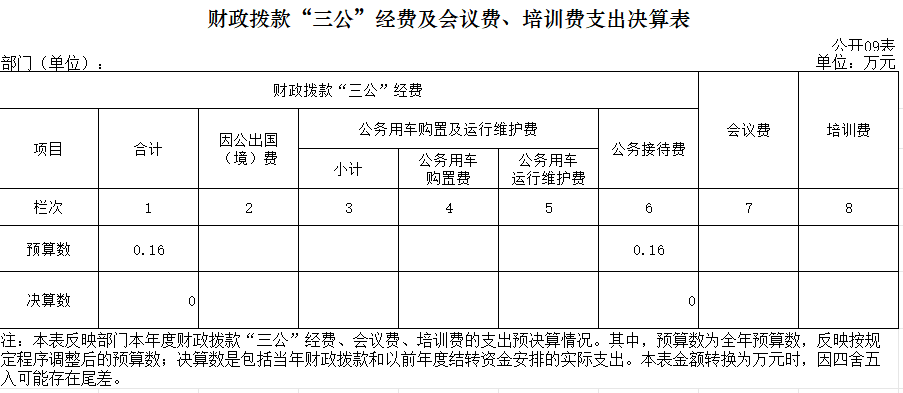 财政拨款“三公”经费及会议费、培训费支出决算表
公开09表
部门（单位）：
单位：万元
财政拨款“三公”经费
项目
合计
因公出国
（境）费
公务用车购置及运行维护费
小计
公务用车
购置费
公务用车
运行维护费
公务接待费
会议费
培训费
栏次 1 2 3 4 5 6 7 8
预算数 0.16 0.16
决算数 0 0
注：本表反映部门本年度财政拨款“三公”经费、会议费、培训费的支出预决算情况。其中，预算数为全年预算数，反映按规
定程序调整后的预算数；决算数是包括当年财政拨款和以前年度结转资金安排的实际支出。本表金额转换为万元时，因四舍五
入可能存在尾差。